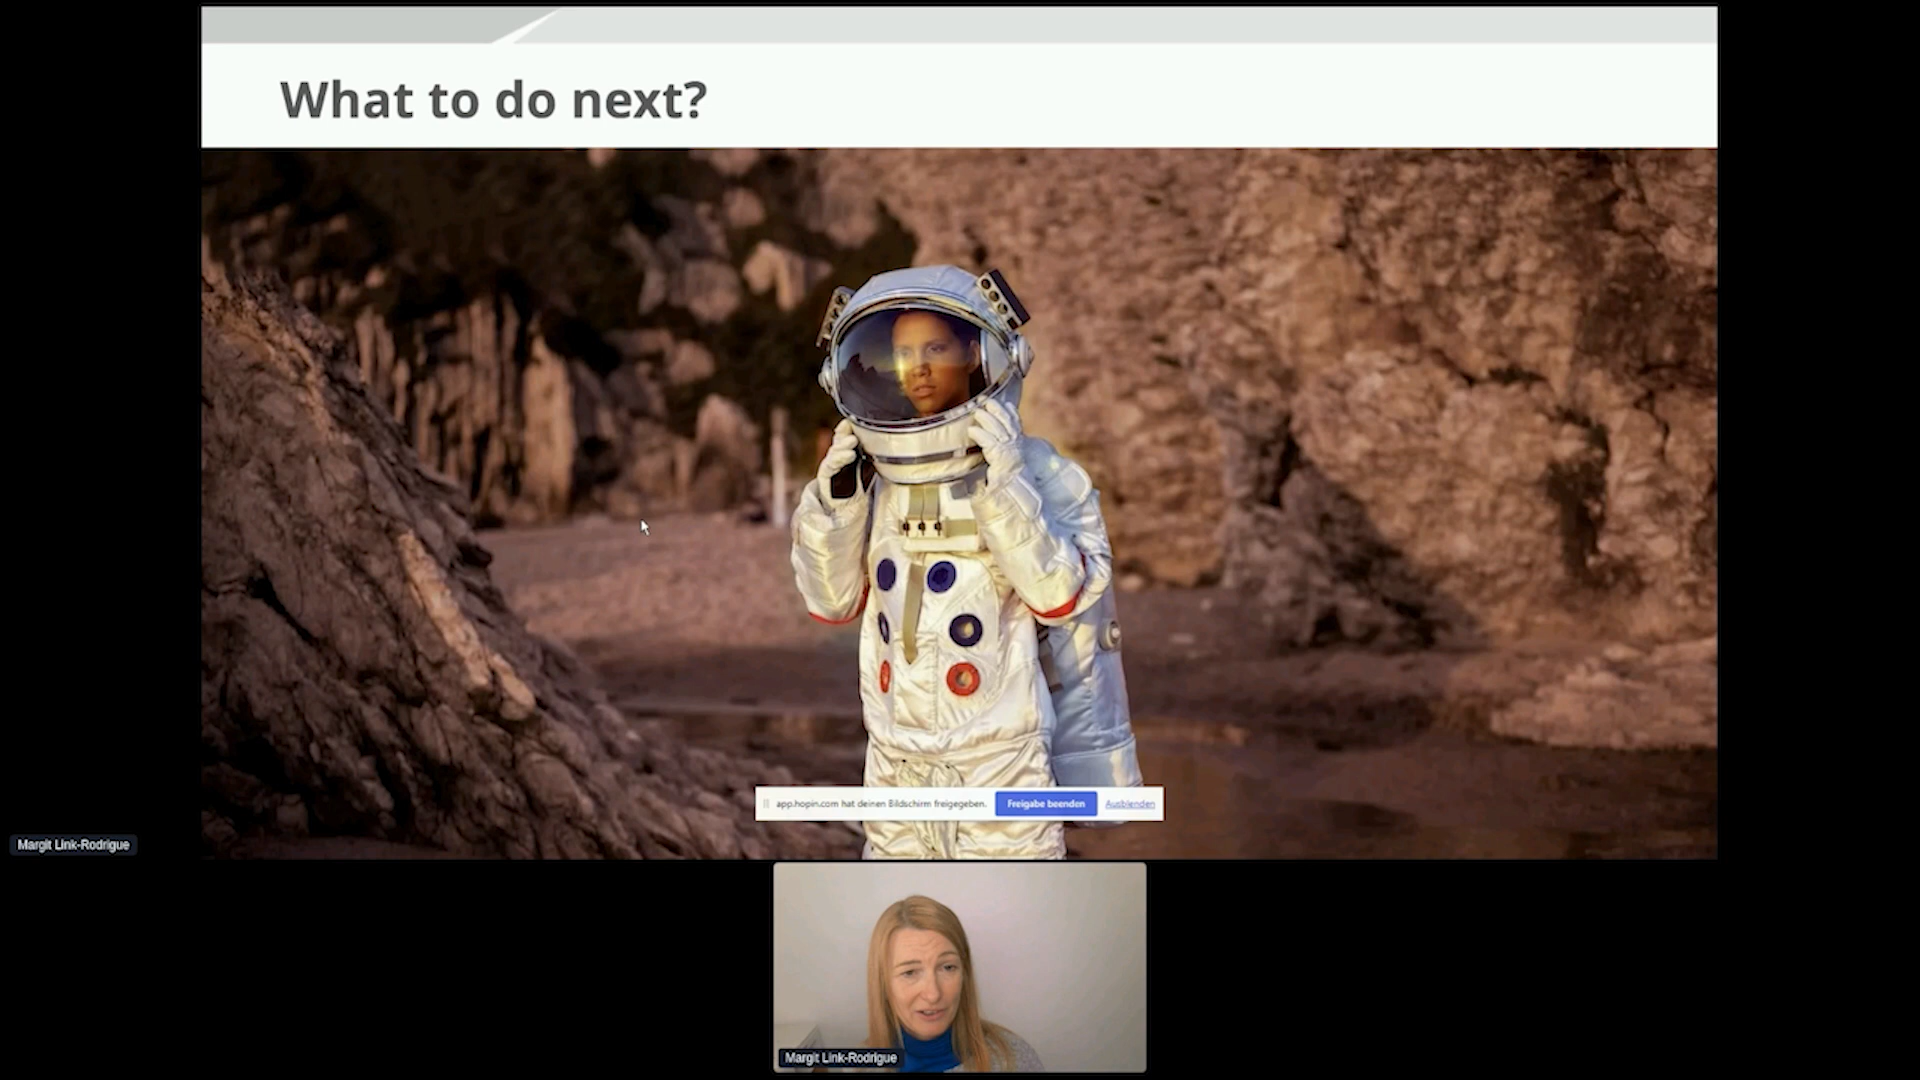 What to do next?
app.hopin.com hat deinen Bildschirm freigegeben. Freigabe beenden Ausblenden
Margit Link-Rodrigue
Margit Link-Rodrigue